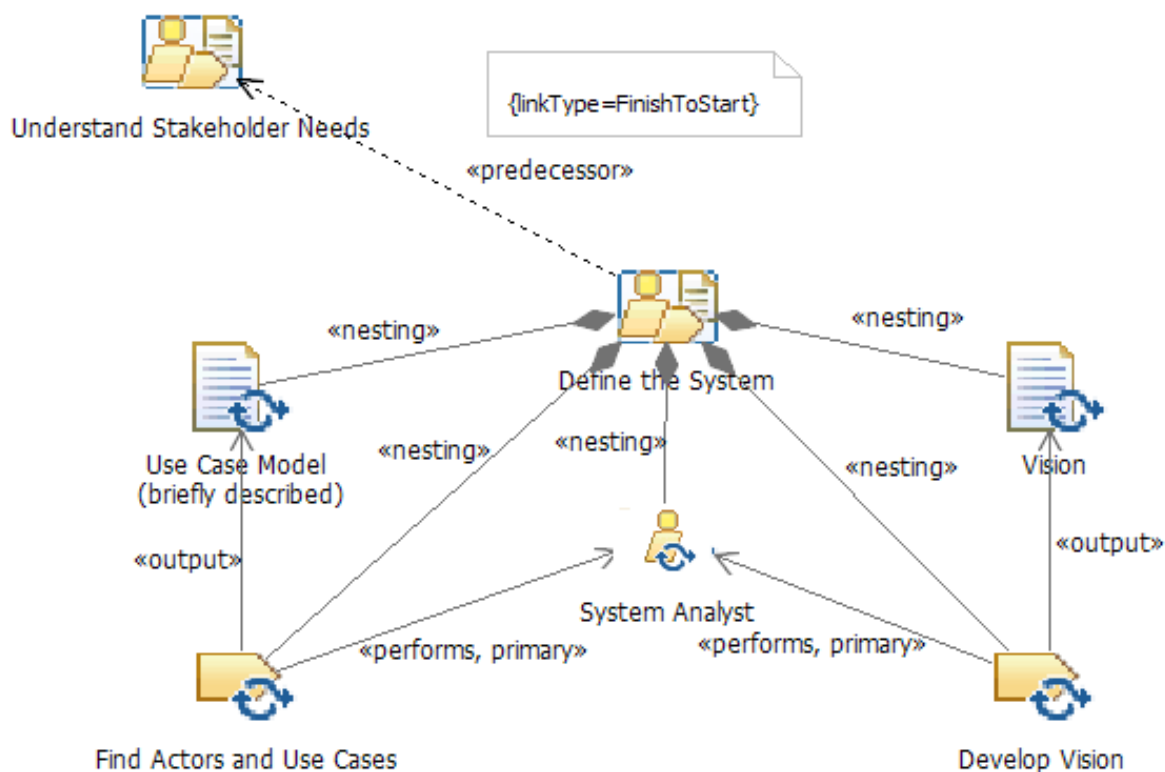 Understand Stakeholder Needs
{linkType=FinishToStart}
«predecessor»
«nesting»
«nesting»
Define the System
Use Case Model
(briefly described)
«nesting»
«nesting»
«nesting»
Vision
«output»
«output»
System Analyst
«performs, primary»
«performs, primary»
Find Actors and Use Cases
Develop Vision